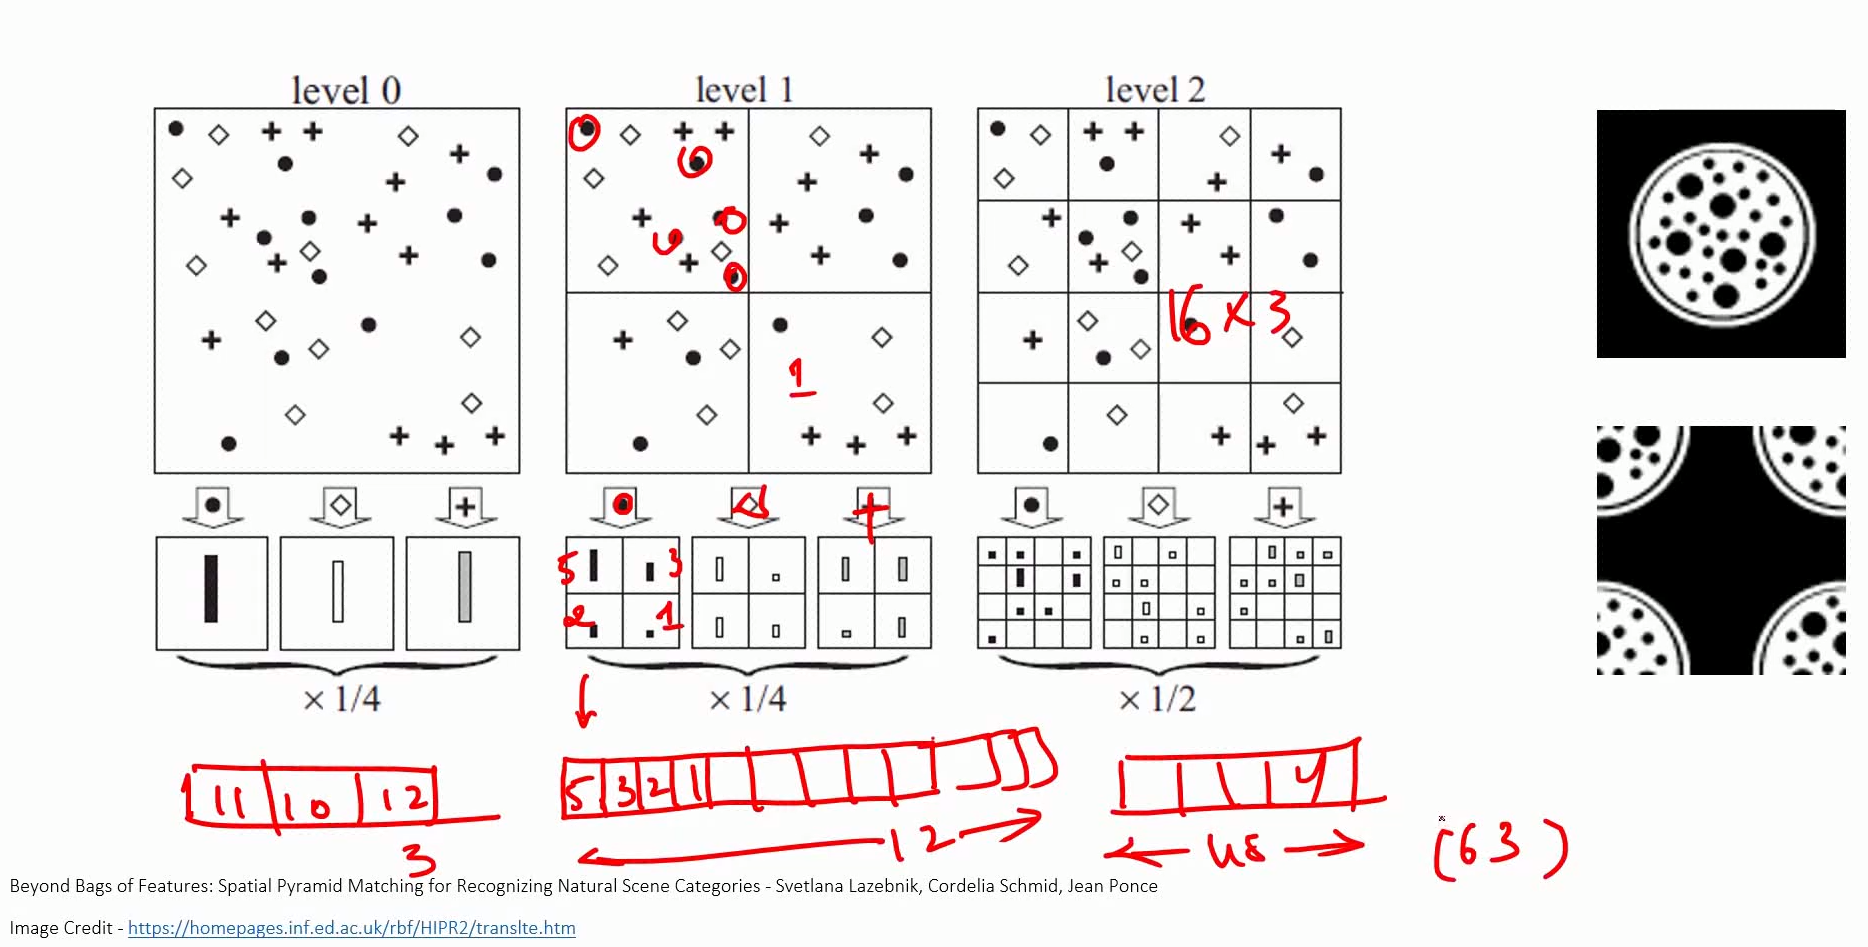 level 0 level 1 level 2
16 x 3
1
5 3
2 1
× 1/4 × 1/4 × 1/2
11 10 12 5 3 2 1
3 12 48 (63)
Beyond Bags of Features: Spatial Pyramid Matching for Recognizing Natural Scene Categories - Svetlana Lazebnik, Cordelia Schmid, Jean Ponce
Image Credit - https://homepages.inf.ed.ac.uk/rbf/HIPR2/translte.htm